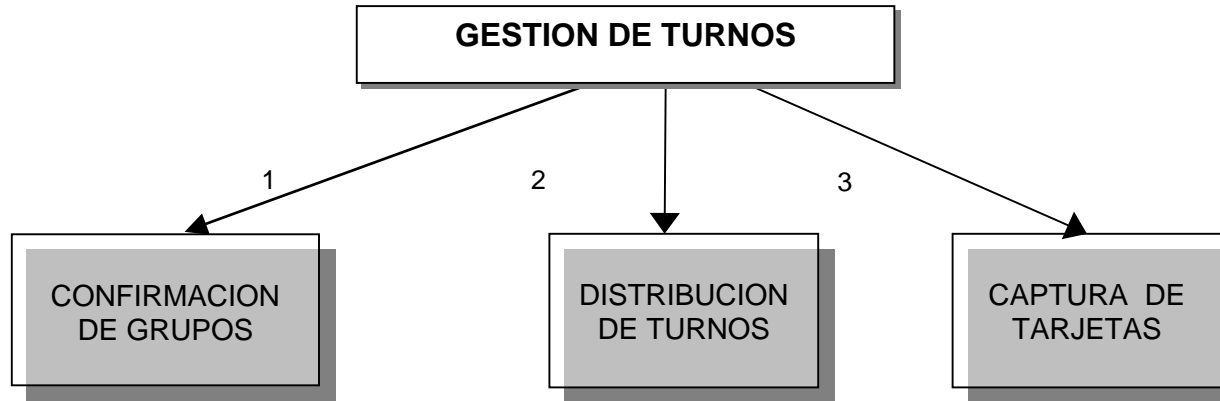 GESTION DE TURNOS
1
2
3
CONFIRMACION
DE GRUPOS
DISTRIBUCION
DE TURNOS
CAPTURA DE
TARJETAS